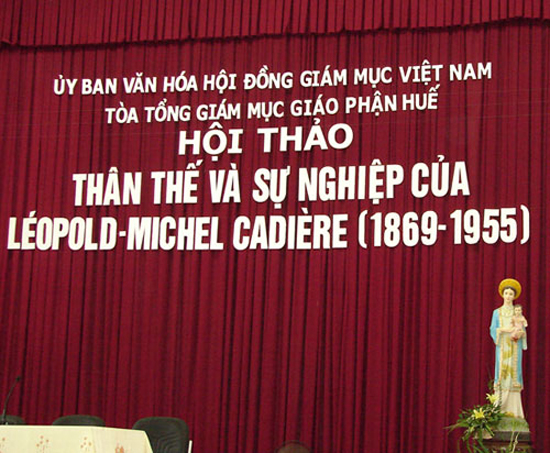 ỦY BAN VĂN HÓA HỘI ĐỒNG GIÁM MỤC VIỆT NAM
TÒA TỔNG GIÁM MỤC GIÁO PHẬN HUẾ
HỘI THẢO
THÂN THẾ VÀ SỰ NGHIỆP CỦA
LÉOPOLD-MICHEL CADIÈRE (1869-1955)